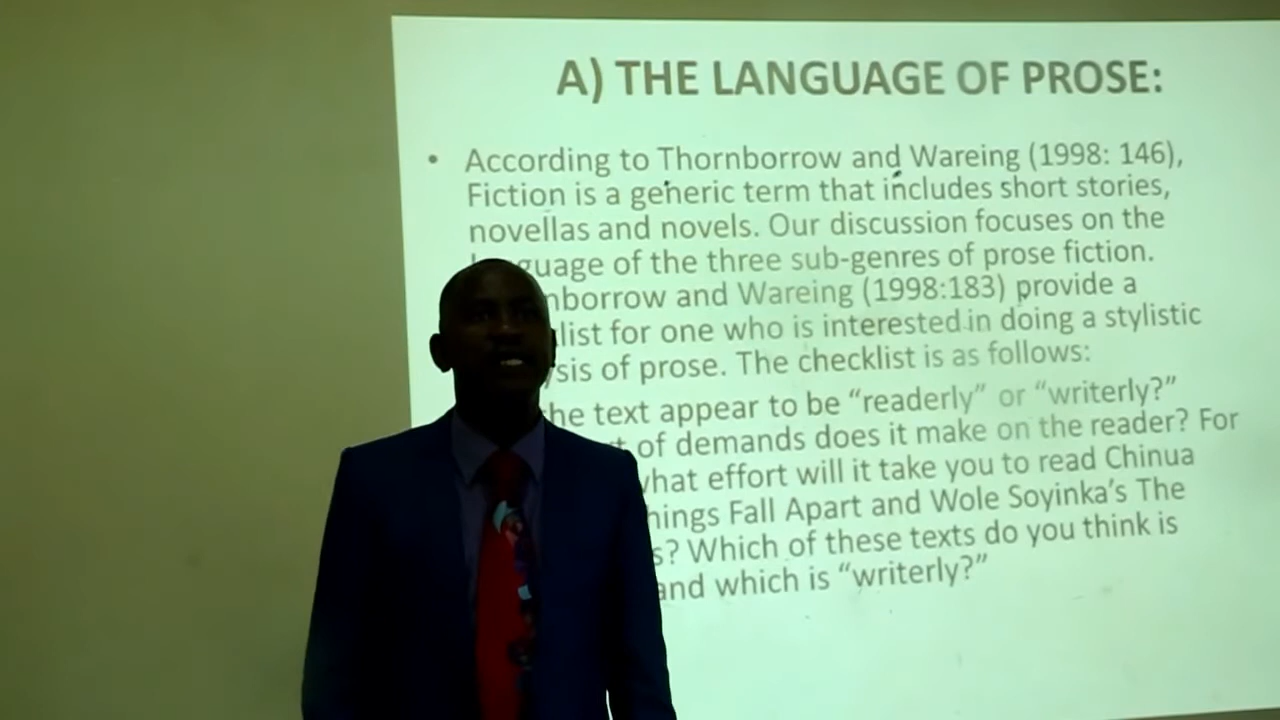 A) THE LANGUAGE OF PROSE:
• According to Thornborrow and Wareing (1998: 146),
Fiction is a generic term that includes short stories,
novellas and novels. Our discussion focuses on the
guage of the three sub-genres of prose fiction.
nborrow and Wareing (1998:183) provide a
list for one who is interested in doing a stylistic
sis of prose. The checklist is as follows:
he text appear to be “readerly” or “writerly?”
of demands does it make on the reader? For
what effort will it take you to read Chinua
hings Fall Apart and Wole Soyinka’s The
s? Which of these texts do you think is
and which is “writerly?”